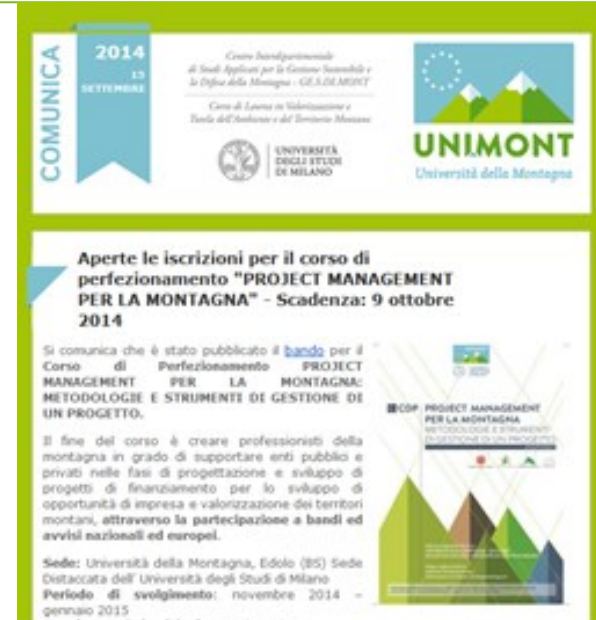 COMUNICA
2014
15
SETTEMBRE
Centro Interdipartimentale
di Studi Applicati per la Gestione Sostenibile e
la Difesa della Montagna - GE.S.DI.MONT
Corso di Laurea in Valorizzazione e
Tutela dell'Ambiente e del Territorio Montano
UNIVERSITÀ
DEGLI STUDI
DI MILANO
UNIMONT
Università della Montagna
Aperte le iscrizioni per il corso di
perfezionamento "PROJECT MANAGEMENT
PER LA MONTAGNA" - Scadenza: 9 ottobre
2014
Si comunica che è stato pubblicato il bando per il
Corso di Perfezionamento PROJECT
MANAGEMENT PER LA MONTAGNA:
METODOLOGIE E STRUMENTI DI GESTIONE DI
UN PROGETTO.
Il fine del corso è creare professionisti della
montagna in grado di supportare enti pubblici e
privati nelle fasi di progettazione e sviluppo di
progetti di finanziamento per lo sviluppo di
opportunità di impresa e valorizzazione dei territori
montani, attraverso la partecipazione a bandi ed
avvisi nazionali ed europei.
Sede: Università della Montagna, Edolo (BS) Sede
Distaccata dell' Università degli Studi di Milano
Periodo di svolgimento: novembre 2014 –
gennaio 2015
CDP PROJECT MANAGEMENT
PER LA MONTAGNA
METODOLOGIE E STRUMENTI
DI GESTIONE DI UN PROGETTO